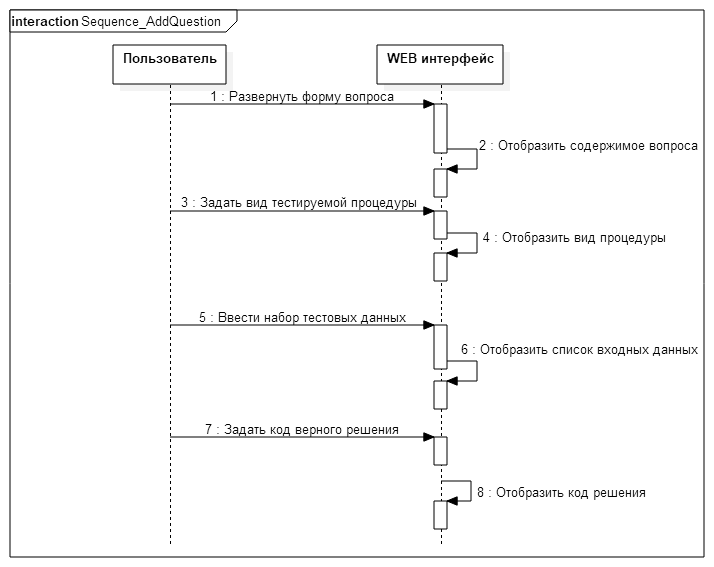 interaction Sequence_AddQuestion
Пользователь
WEB интерфейс
1 : Развернуть форму вопроса
2 : Отобразить содержимое вопроса
3 : Задать вид тестируемой процедуры
4 : Отобразить вид процедуры
5 : Ввести набор тестовых данных
6 : Отобразить список входных данных
7 : Задать код верного решения
8 : Отобразить код решения